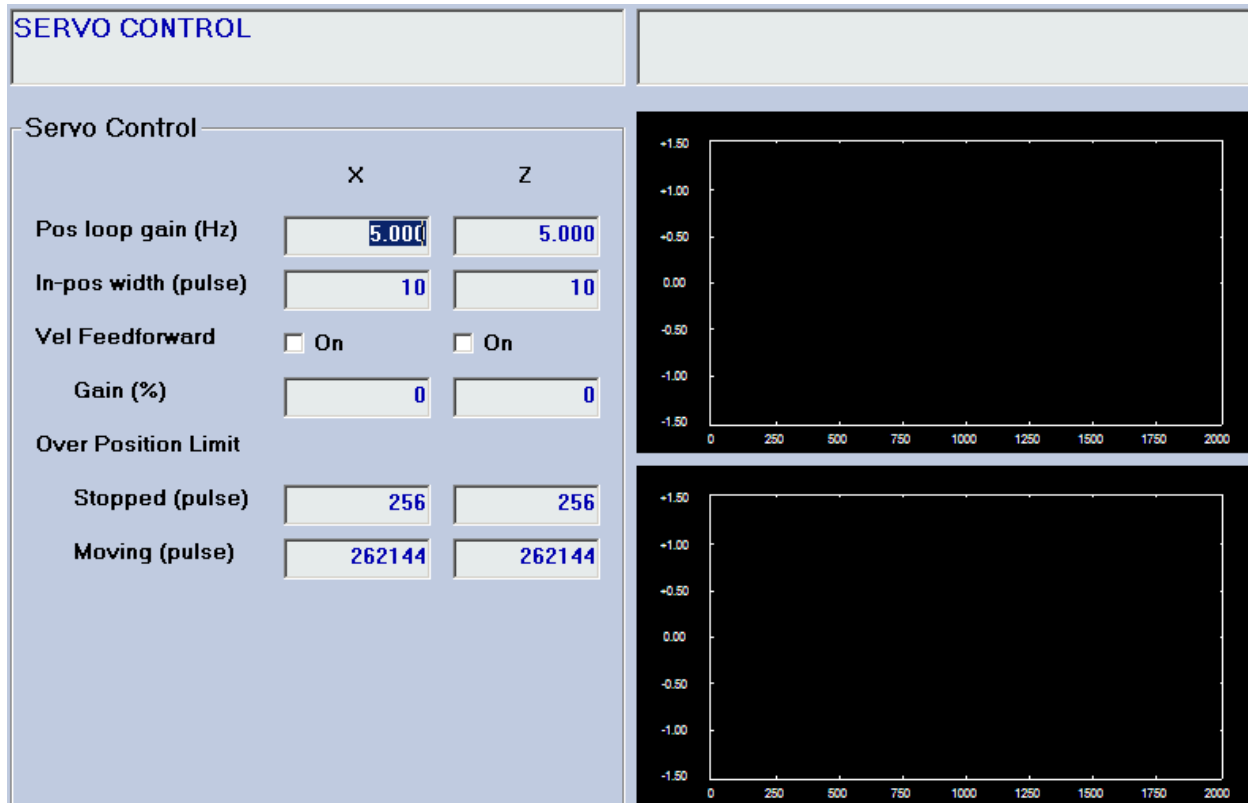 SERVO CONTROL
Servo Control
X Z
Pos loop gain (Hz) 5.000 5.000
In-pos width (pulse) 10 10
Vel Feedforward On On
Gain (%) 0 0
Over Position Limit
Stopped (pulse) 256 256
Moving (pulse) 262144 262144
+1.50
+1.00
+0.50
0.00
-0.50
-1.00
-1.50
0 250 500 750 1000 1250 1500 1750 2000
+1.50
+1.00
+0.50
0.00
-0.50
-1.00
-1.50
0 250 500 750 1000 1250 1500 1750 2000